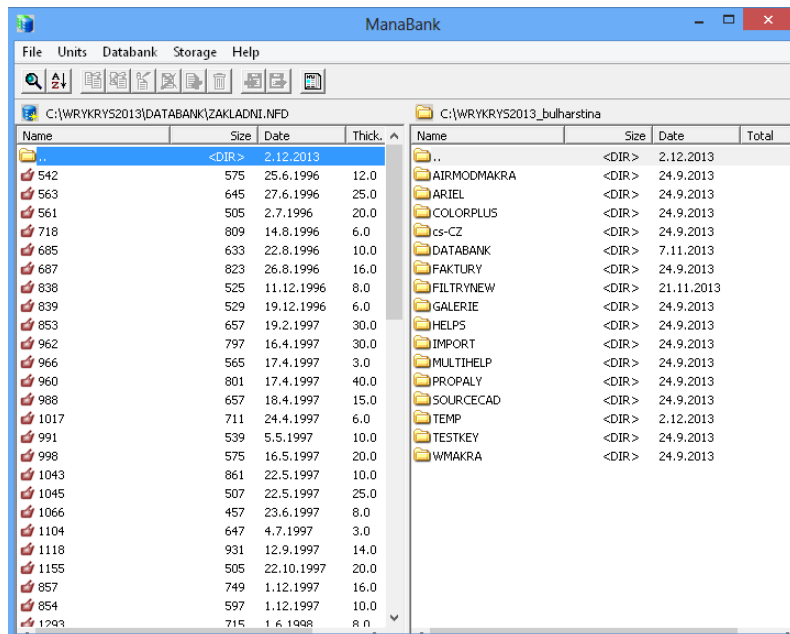 ManaBank
File Units Databank Storage Help
C:\WRYKRYS2013\DATABANK\ZAKLADNI.NFD
Name Size Date Thick.
.. <DIR> 2.12.2013
542 575 25.6.1996 12.0
563 645 27.6.1996 25.0
561 505 2.7.1996 20.0
718 809 14.8.1996 6.0
685 633 22.8.1996 10.0
687 823 26.8.1996 16.0
838 525 11.12.1996 8.0
839 529 19.12.1996 6.0
853 657 19.2.1997 30.0
962 797 16.4.1997 30.0
966 565 17.4.1997 3.0
960 801 17.4.1997 40.0
988 657 18.4.1997 15.0
1017 711 24.4.1997 6.0
991 539 5.5.1997 10.0
998 575 16.5.1997 20.0
1043 861 22.5.1997 10.0
1045 507 22.5.1997 25.0
1066 457 23.6.1997 8.0
1104 647 4.7.1997 3.0
1118 931 12.9.1997 14.0
1155 505 22.10.1997 20.0
857 749 1.12.1997 16.0
854 597 1.12.1997 10.0
1293 715 1.6.1998 8.0
C:\WRYKRYS2013_bulharstina
Name Size Date Total
.. <DIR> 2.12.2013
AIRMODMAKRA <DIR> 24.9.2013
ARIEL <DIR> 24.9.2013
COLORPLUS <DIR> 24.9.2013
cs-CZ <DIR> 24.9.2013
DATABANK <DIR> 7.11.2013
FAKTURY <DIR> 24.9.2013
FILTRYNEW <DIR> 21.11.2013
GALERIE <DIR> 24.9.2013
HELPS <DIR> 24.9.2013
IMPORT <DIR> 24.9.2013
MULTIHELP <DIR> 24.9.2013
PROPALY <DIR> 24.9.2013
SOURCECAD <DIR> 24.9.2013
TEMP <DIR> 2.12.2013
TESTKEY <DIR> 24.9.2013
WMAKRA <DIR> 24.9.2013